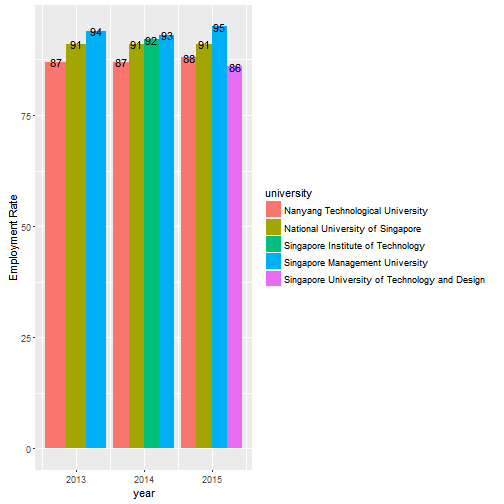 87
91
94
87
91
92
93
88
91
95
86
75
50
25
0
Employment Rate
2013
2014
2015
year
university
Nanyang Technological University
National University of Singapore
Singapore Institute of Technology
Singapore Management University
Singapore University of Technology and Design